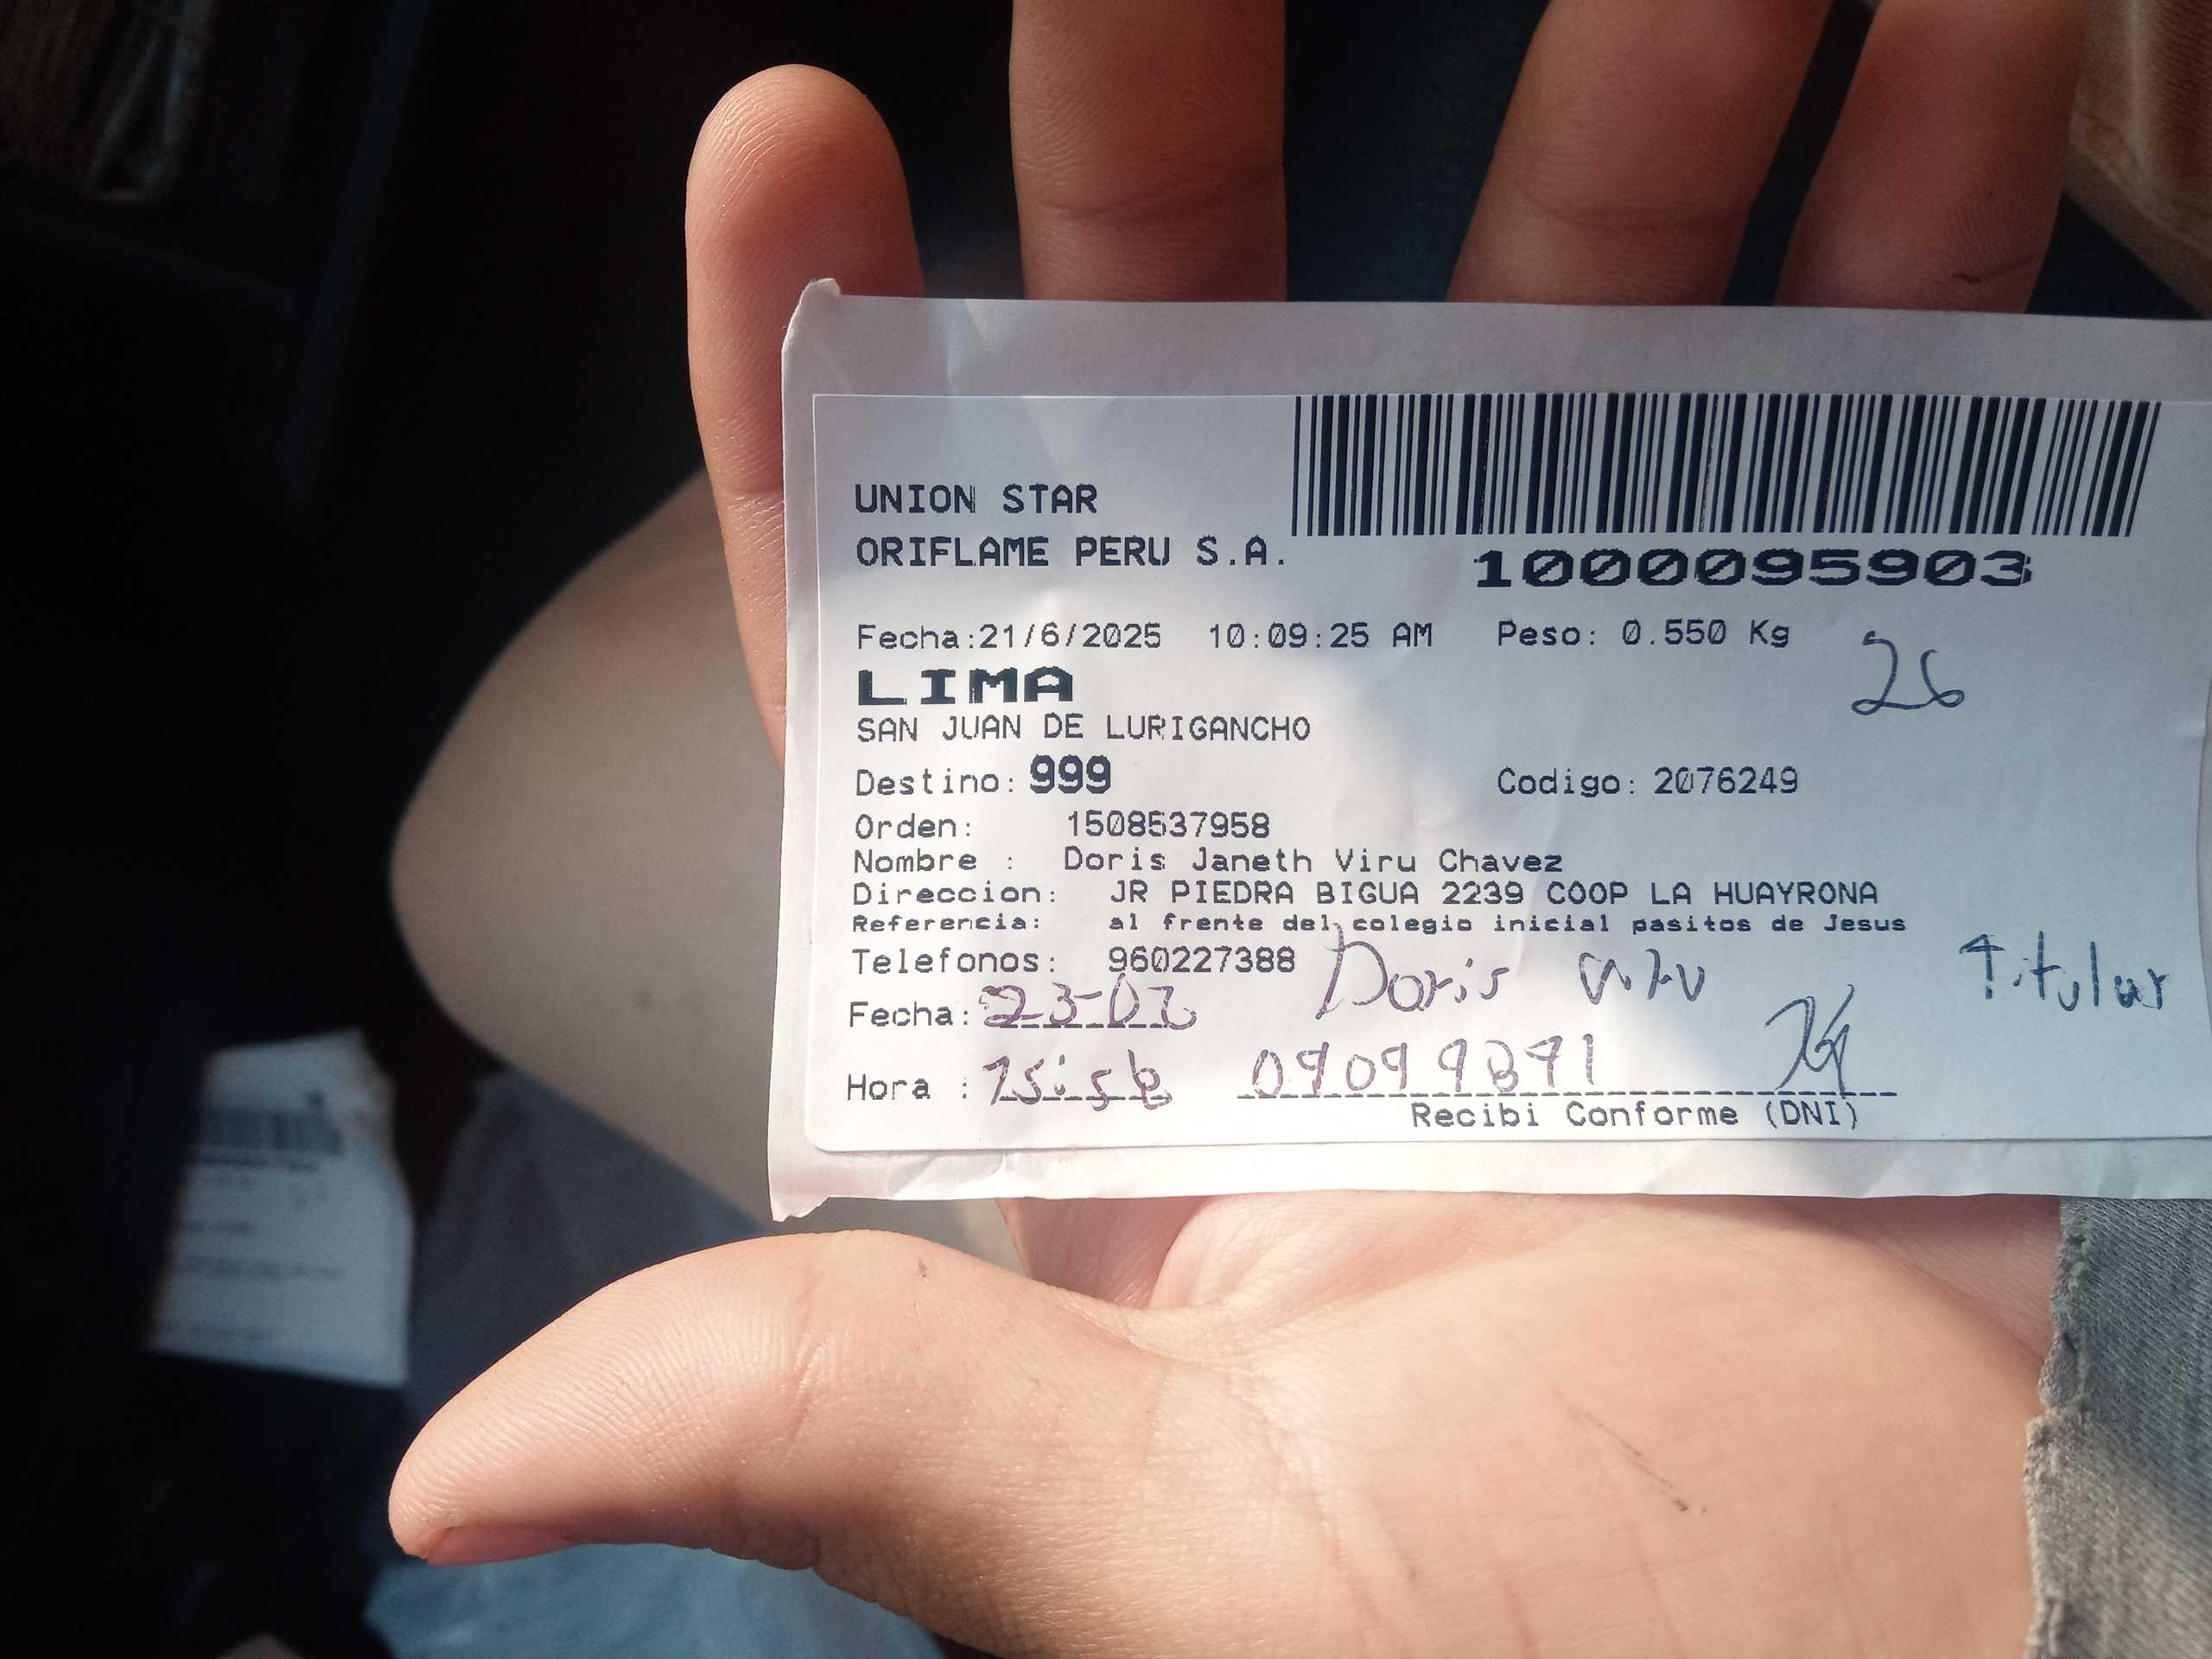 UNION STAR
ORIFLAME PERU S.A.
1000095903
Fecha:21/6/2025 10:09:25 AM Peso: 0.550 Kg
26
LIMA
SAN JUAN DE LURIGANCHO
Destino: 999 Codigo: 2076249
Orden: 1508537958
Nombre : Doris Janeth Viru Chavez
Direccion: JR PIEDRA BIGUA 2239 COOP LA HUAYRONA
Referencia: al frente del colegio inicial pasitos de Jesus
Telefonos: 960227388 Doris Titular
Fecha:
Hora :
Recibi Conforme (DNI)